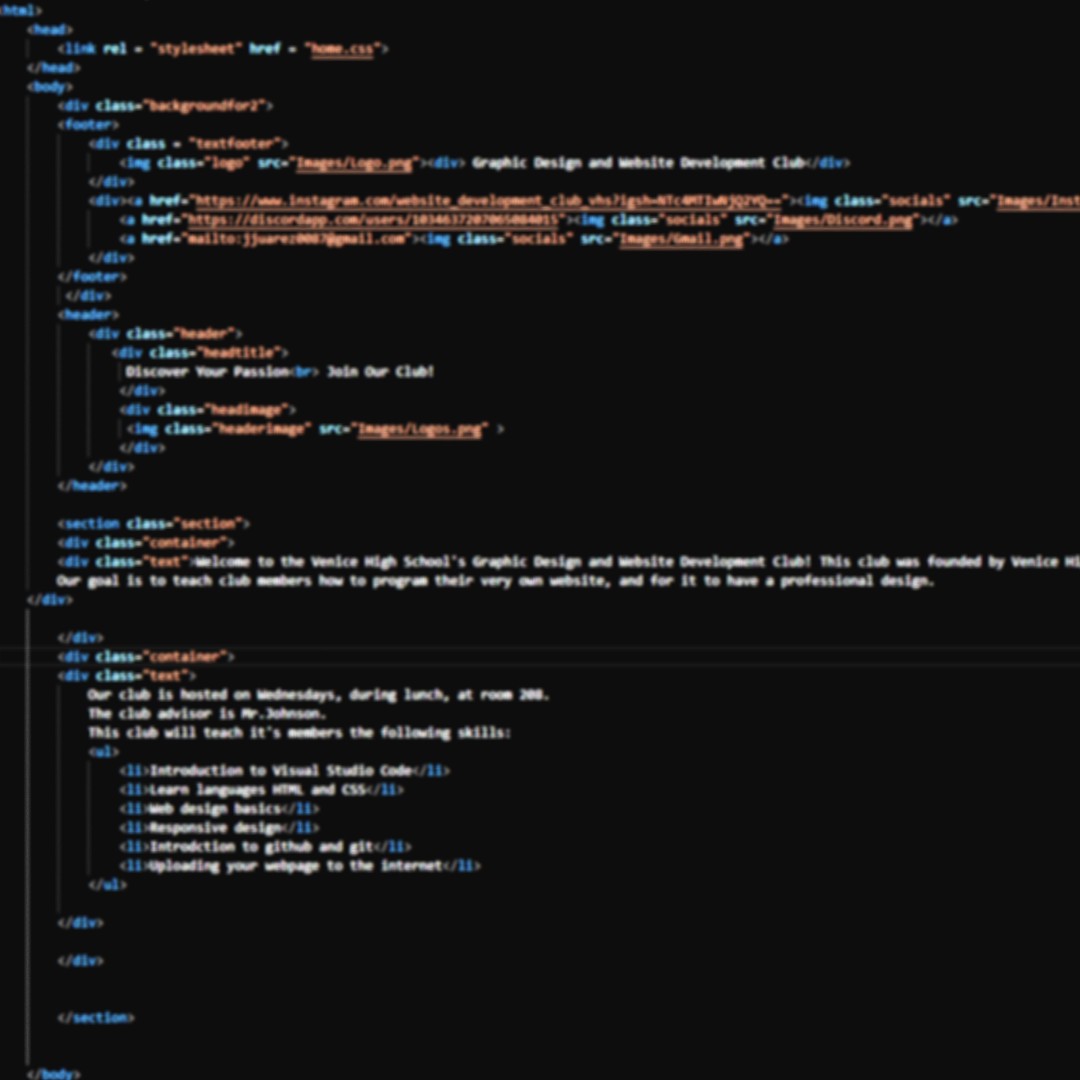 <html>
<head>
<link rel = "stylesheet" href = "home.css">
</head>
<body>
<div class="backgroundfor2">
<footer>
<div class = "textfooter">
<img class="logo" src="Images/Logo.png"><div> Graphic Design and Website Development Club</div>
</div>
<div><a href="https://www.instagram.com/website_development_club_vhs?igsh=><img class="socials" src="Images/Inst
<a href="https://discordapp.com/users/"><img class="socials" src="Images/Discord.png"></a>
<a href="mailto:"><img class="socials" src="Images/Gmail.png"></a>
</div>
</footer>
</div>
<header>
<div class="header">
<div class="headtitle">
Discover Your Passion<br> Join Our Club!
</div>
<div class="headimage">
<img class="headerimage" src="Images/Logos.png" >
</div>
</div>
</header>
<section class="section">
<div class="container">
<div class="text">Welcome to the Venice High School's Graphic Design and Website Development Club! This club was founded by Venice Hi
Our goal is to teach club members how to program their very own website, and for it to have a professional design.
</div>
</div>
<div class="container">
<div class="text">
Our club is hosted on Wednesdays, during lunch, at room 208.
The club advisor is Mr.Johnson.
This club will teach it's members the following skills:
<ul>
<li>Introduction to Visual Studio Code</li>
<li>Learn languages HTML and CSS</li>
<li>Web design basics</li>
<li>Responsive design</li>
<li>Introdction to github and git</li>
<li>Uploading your webpage to the internet</li>
</ul>
</div>
</div>
</section>
</body>